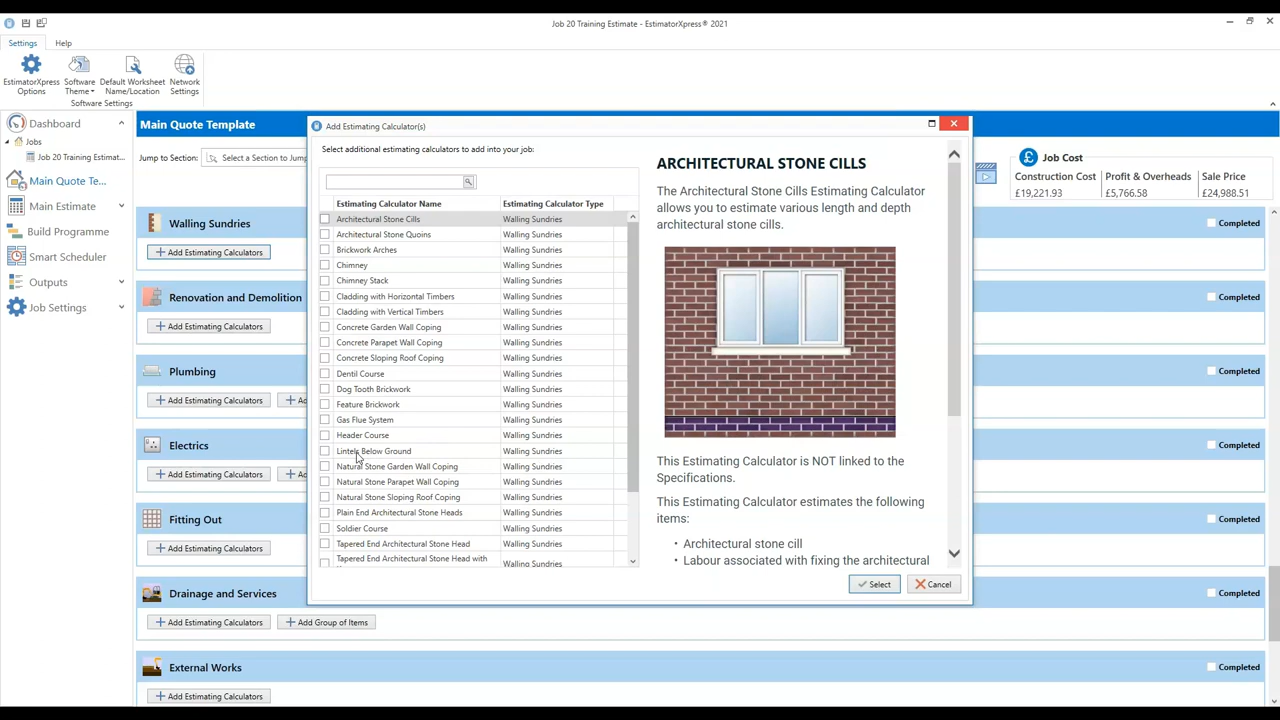 Job 20 Training Estimate - EstimatorXpress® 2021
Settings
Help
EstimatorXpress Options
Software Theme
Default Worksheet Name/Location
Network Settings
Software Settings
Dashboard
Jobs
Job 20 Training Estimat...
Main Quote Te...
Main Estimate
Build Programme
Smart Scheduler
Outputs
Job Settings
Main Quote Template
Jump to Section:
Select a Section to Jump
Job Cost
Construction Cost
Profit & Overheads
Sale Price
£19,221.93
£5,766.58
£24,988.51
Walling Sundries
Completed
Add Estimating Calculators
Renovation and Demolition
Completed
Add Estimating Calculators
Plumbing
Completed
Add Estimating Calculators
Electrics
Completed
Add Estimating Calculators
Fitting Out
Completed
Add Estimating Calculators
Drainage and Services
Completed
Add Estimating Calculators
Add Group of Items
External Works
Completed
Add Estimating Calculators
Add Estimating Calculator(s)
Select additional estimating calculators to add into your job:
Estimating Calculator Name Estimating Calculator Type
Architectural Stone Cills Walling Sundries
Architectural Stone Quoins Walling Sundries
Brickwork Arches Walling Sundries
Chimney Walling Sundries
Chimney Stack Walling Sundries
Cladding with Horizontal Timbers Walling Sundries
Cladding with Vertical Timbers Walling Sundries
Concrete Garden Wall Coping Walling Sundries
Concrete Parapet Wall Coping Walling Sundries
Concrete Sloping Roof Coping Walling Sundries
Dentil Course Walling Sundries
Dog Tooth Brickwork Walling Sundries
Feature Brickwork Walling Sundries
Gas Flue System Walling Sundries
Header Course Walling Sundries
Lintels Below Ground Walling Sundries
Natural Stone Garden Wall Coping Walling Sundries
Natural Stone Parapet Wall Coping Walling Sundries
Natural Stone Sloping Roof Coping Walling Sundries
Plain End Architectural Stone Heads Walling Sundries
Soldier Course Walling Sundries
Tapered End Architectural Stone Head Walling Sundries
Tapered End Architectural Stone Head with Walling Sundries
ARCHITECTURAL STONE CILLS
The Architectural Stone Cills Estimating Calculator
allows you to estimate various length and depth
architectural stone cills.
This Estimating Calculator is NOT linked to the
Specifications.
This Estimating Calculator estimates the following
items:
• Architectural stone cill
• Labour associated with fixing the architectural
Select
Cancel